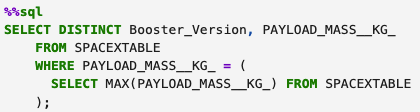 %%sql
SELECT DISTINCT Booster_Version, PAYLOAD_MASS__KG_
FROM SPACEXTABLE
WHERE PAYLOAD_MASS__KG_ = (
SELECT MAX(PAYLOAD_MASS__KG_) FROM SPACEXTABLE
);